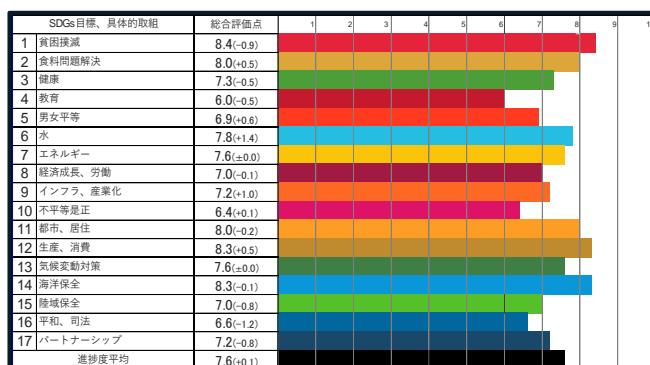 SDGs目標、具体的取組 総合評価点 1 2 3 4 5 6 7 8 9 1
1 貧困撲滅 8.4(−0.9)
2 食料問題解決 8.0(+0.5)
3 健康 7.3(−0.5)
4 教育 6.0(−0.5)
5 男女平等 6.9(+0.6)
6 水 7.8(+1.4)
7 エネルギー 7.6(±0.0)
8 経済成長、労働 7.0(−0.1)
9 インフラ、産業化 7.2(+1.0)
10 不平等是正 6.4(+0.1)
11 都市、居住 8.0(−0.2)
12 生産、消費 8.3(+0.5)
13 気候変動対策 7.6(±0.0)
14 海洋保全 8.3(−0.1)
15 陸域保全 7.0(−0.8)
16 平和、司法 6.6(−1.2)
17 パートナーシップ 7.2(−0.8)
進捗度平均 7.6(+0.1)